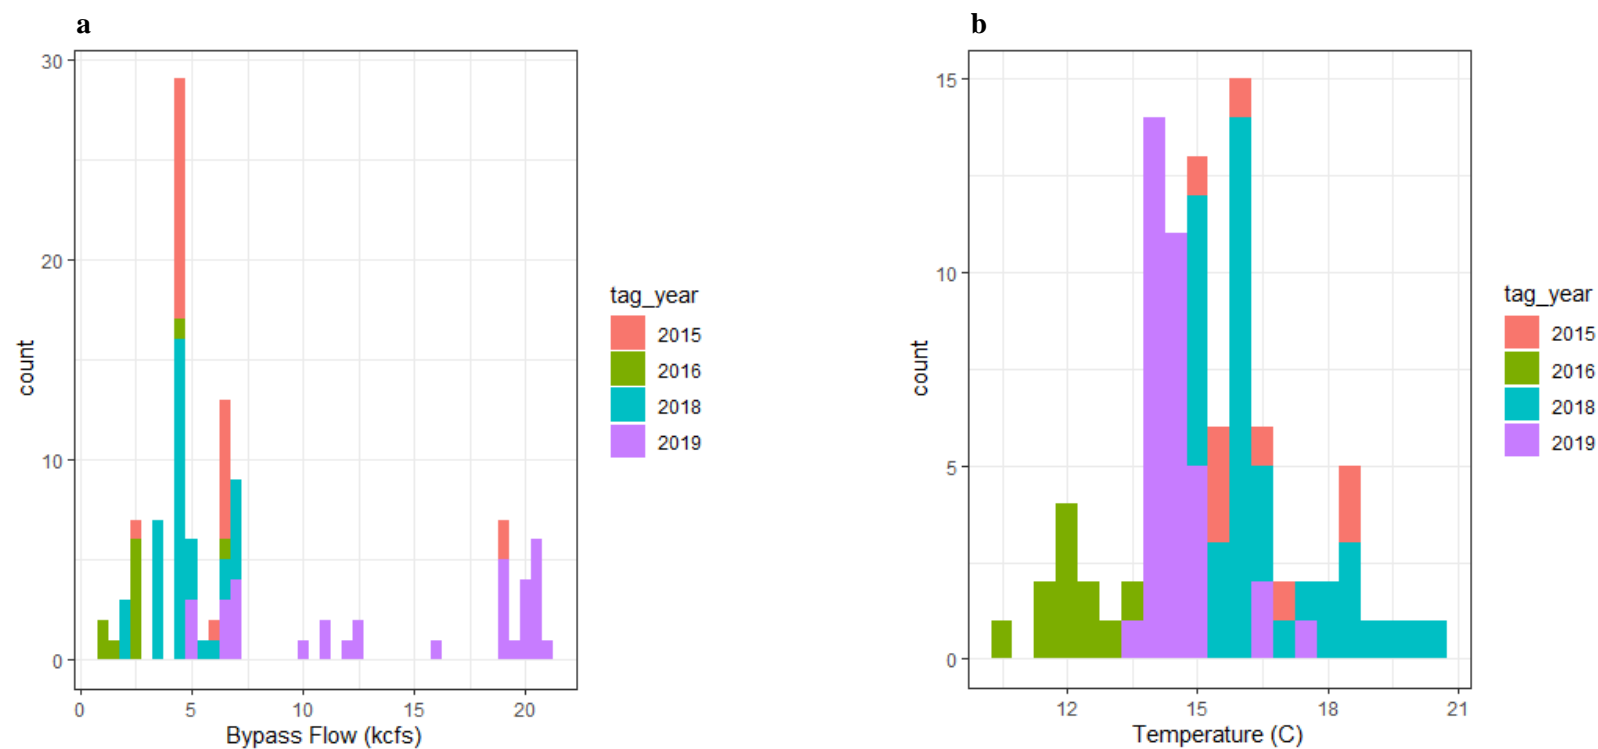 a
30
20
10
0
count
0 5 10 15 20
Bypass Flow (kcfs)
tag_year
2015
2016
2018
2019
b
15
10
5
0
count
12 15 18 21
Temperature (C)
tag_year
2015
2016
2018
2019